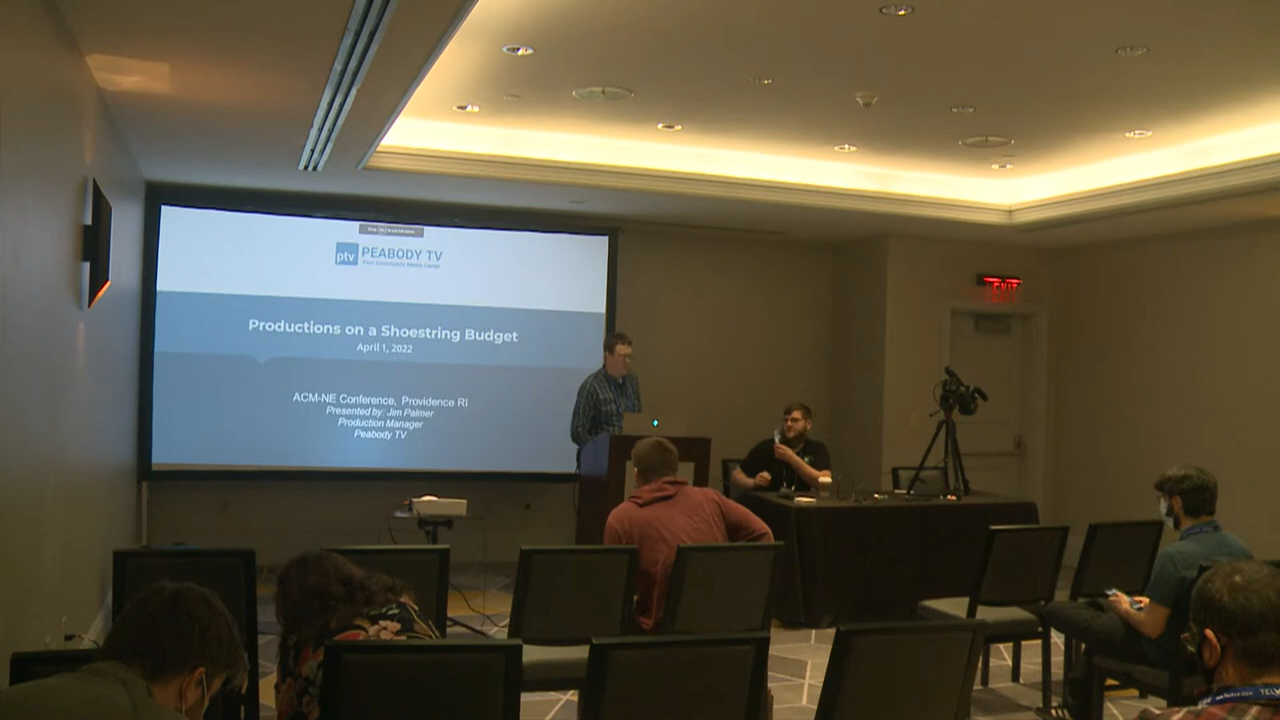 ptv PEABODY TV
Your Community Media Center
Productions on a Shoestring Budget
April 1, 2022
ACM-NE Conference, Providence RI
Presented by: Jim Palmer
Production Manager
Peabody TV
EXIT